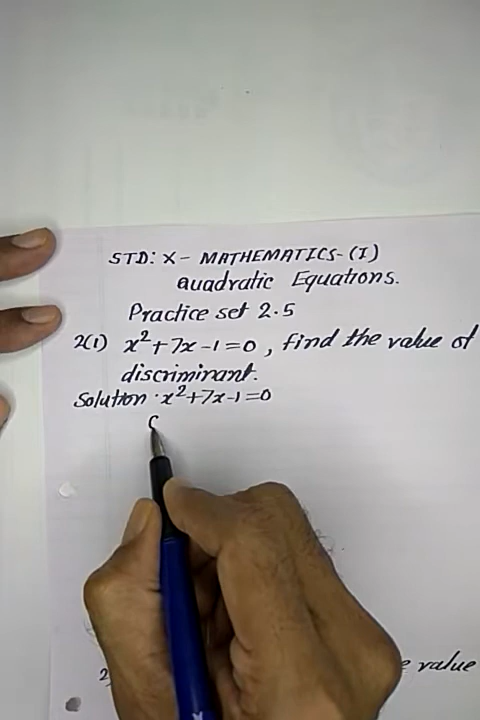 STD: X - MATHEMATICS - (I)
Quadratic Equations.
Practice set 2.5
2(1) x²+7x-1=0, find the value of
discriminant.
Solution · x²+7x-1=0
value